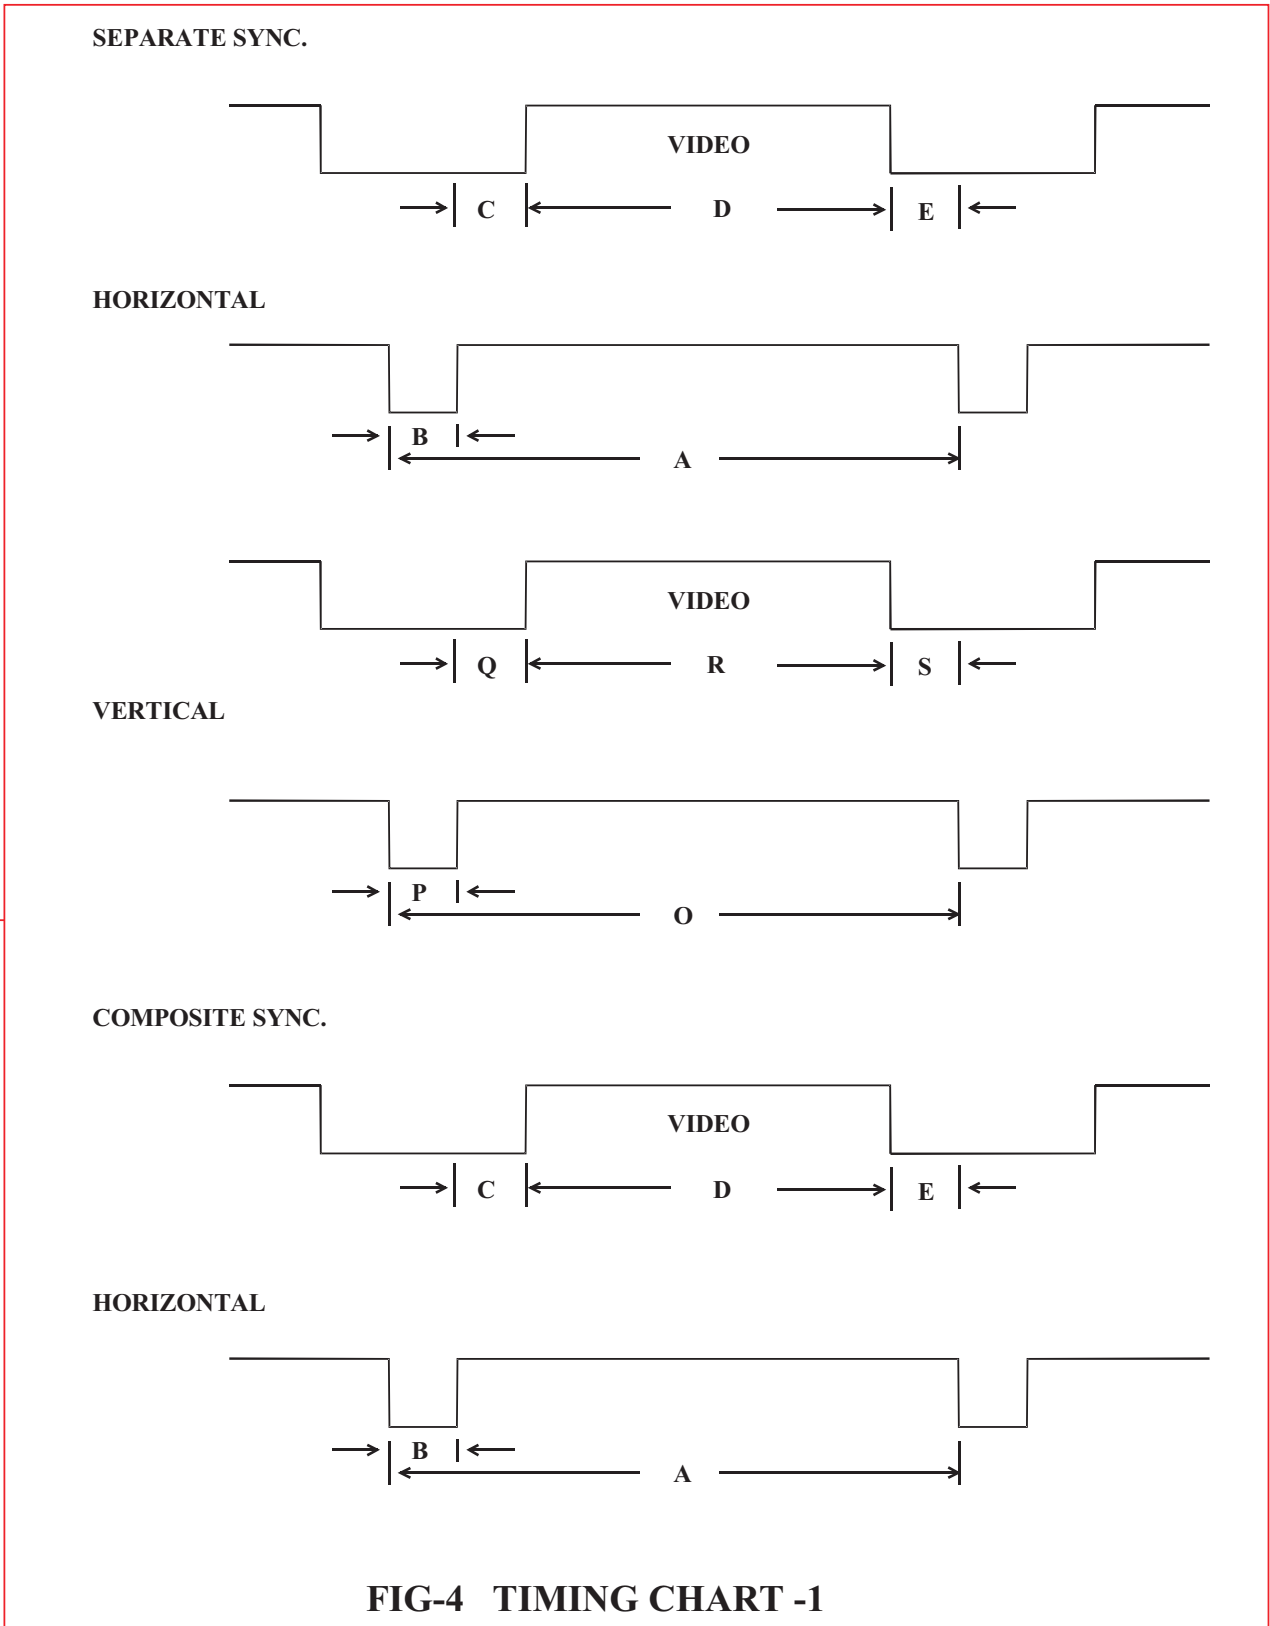 SEPARATE SYNC.
VIDEO
C D E
HORIZONTAL
B
A
VIDEO
Q R S
VERTICAL
P
O
COMPOSITE SYNC.
VIDEO
C D E
HORIZONTAL
B
A
FIG-4 TIMING CHART -1